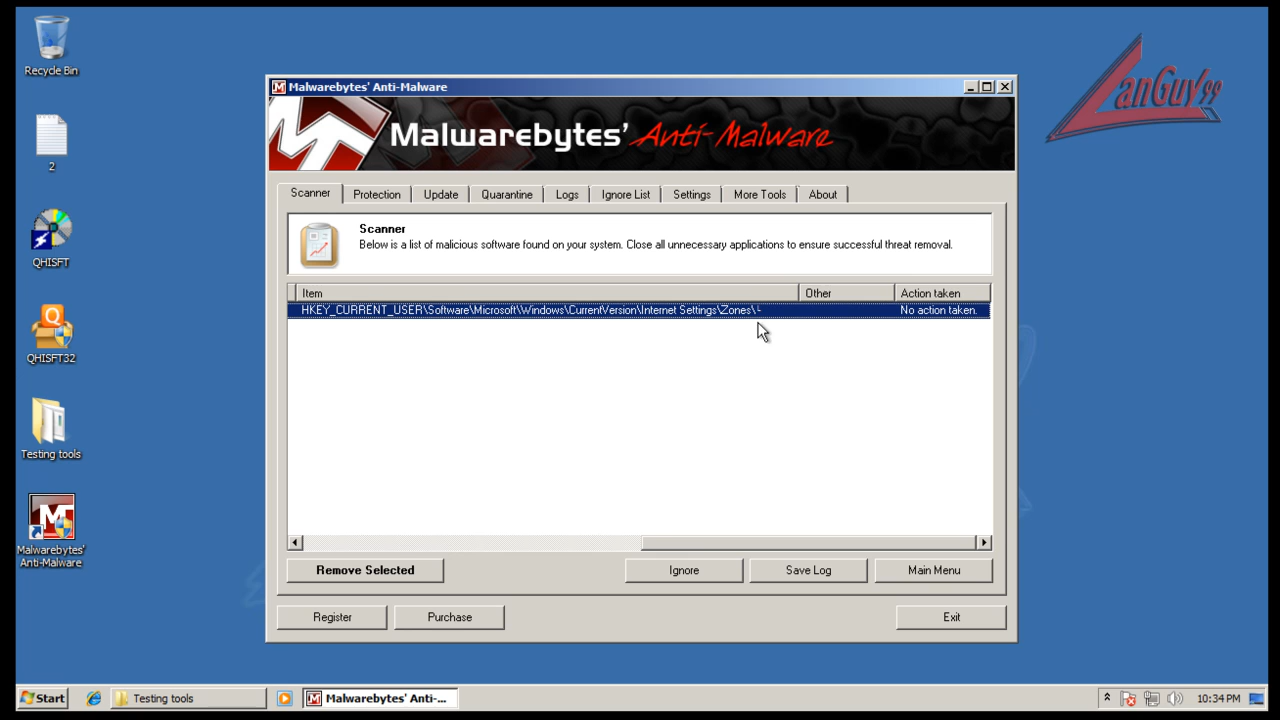 Recycle Bin
2
QHISFT
QHISFT32
Testing tools
Malwarebytes'
Anti-Malware
LanGuy99
Malwarebytes' Anti-Malware
Malwarebytes' Anti-Malware
Scanner Protection Update Quarantine Logs Ignore List Settings More Tools About
Scanner
Below is a list of malicious software found on your system. Close all unnecessary applications to ensure successful threat removal.
Item Other Action taken
HKEY_CURRENT_USER\Software\Microsoft\Windows\CurrentVersion\Internet Settings\Zones\└ No action taken.
Remove Selected Ignore Save Log Main Menu
Register Purchase Exit
Start Testing tools Malwarebytes' Anti-... 10:34 PM